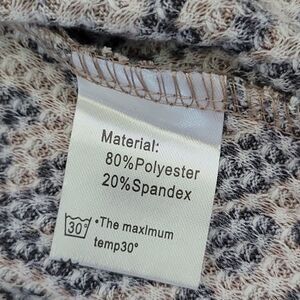 Material:
80%Polyester
20%Spandex
30°
•The maximum
temp30°